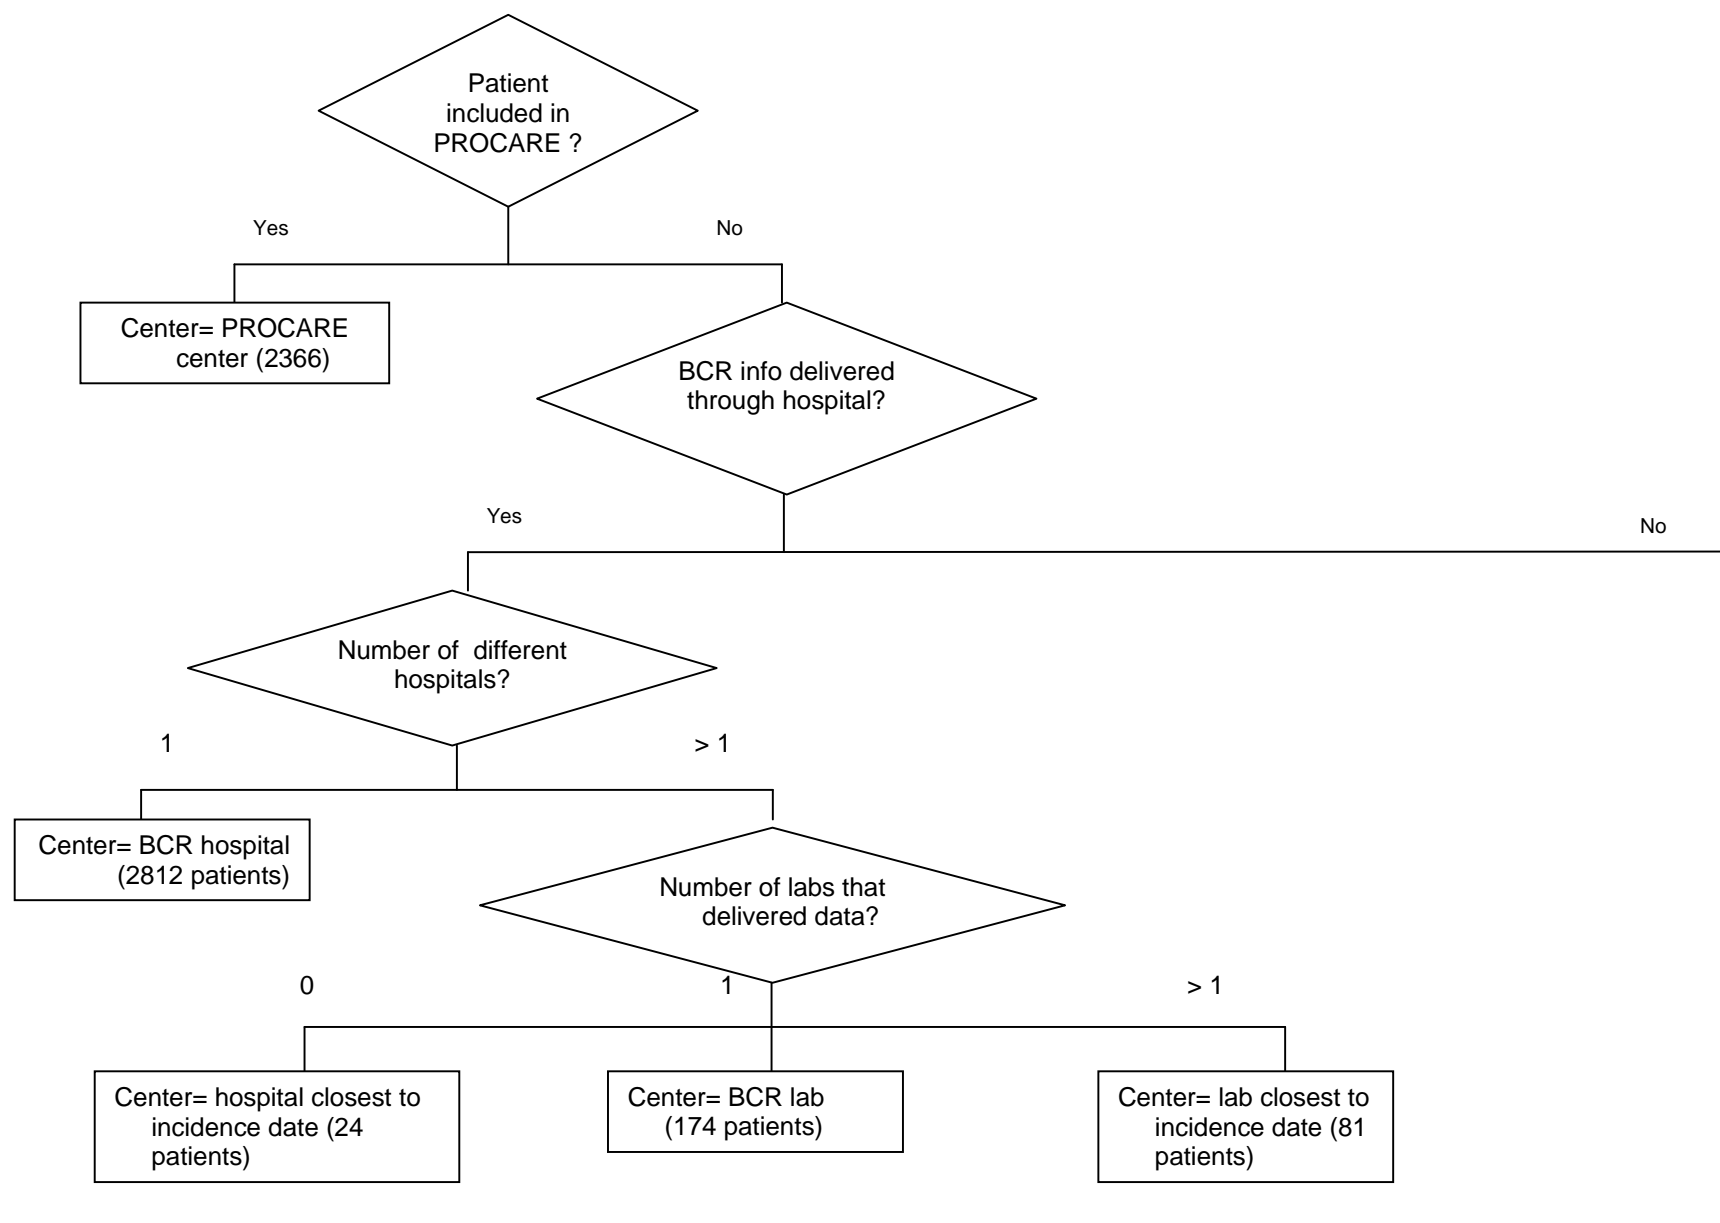 Patient
included in
PROCARE ?
Yes
No
Center= PROCARE
center (2366)
BCR info delivered
through hospital?
Yes
No
Number of  different
hospitals?
1
> 1
Center= BCR hospital
(2812 patients)
Number of labs that
delivered data?
0
1
> 1
Center= hospital closest to
incidence date (24
patients)
Center= BCR lab
(174 patients)
Center= lab closest to
incidence date (81
patients)